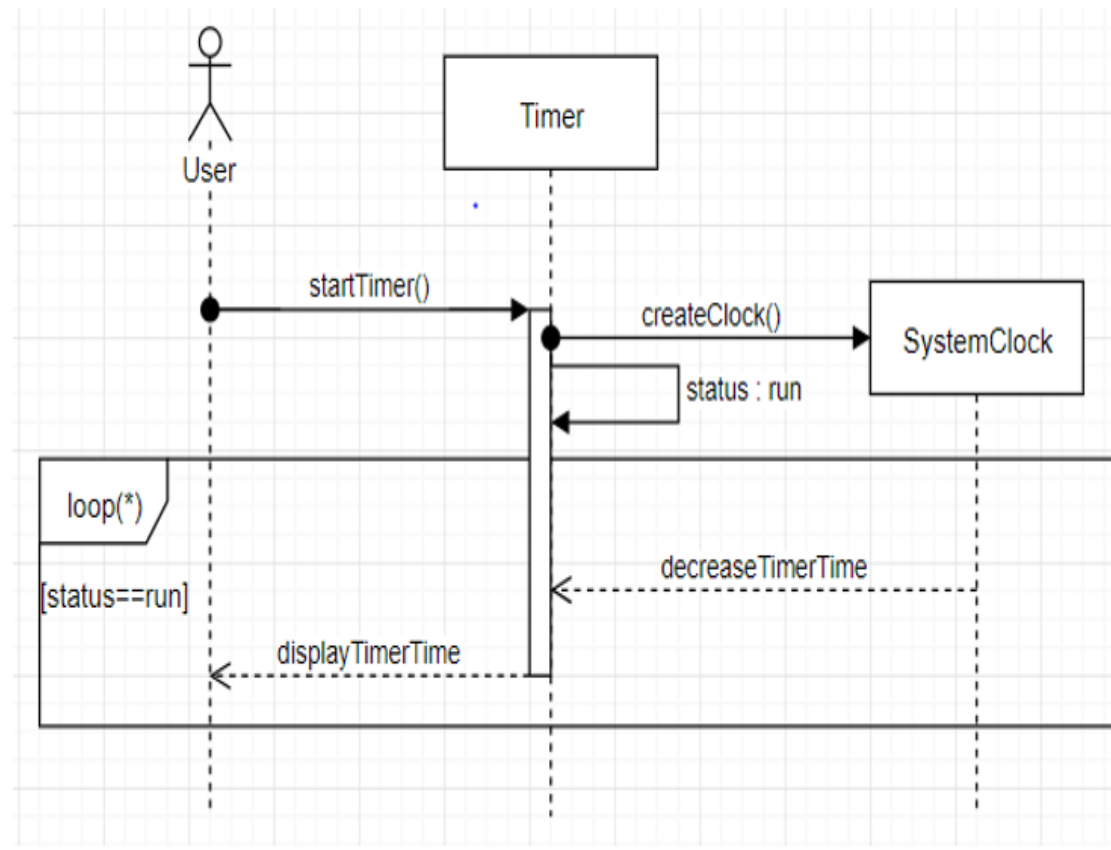 Timer
User
startTimer()
createClock()
SystemClock
status : run
loop(*)
decreaseTimerTime
[status==run]
displayTimerTime